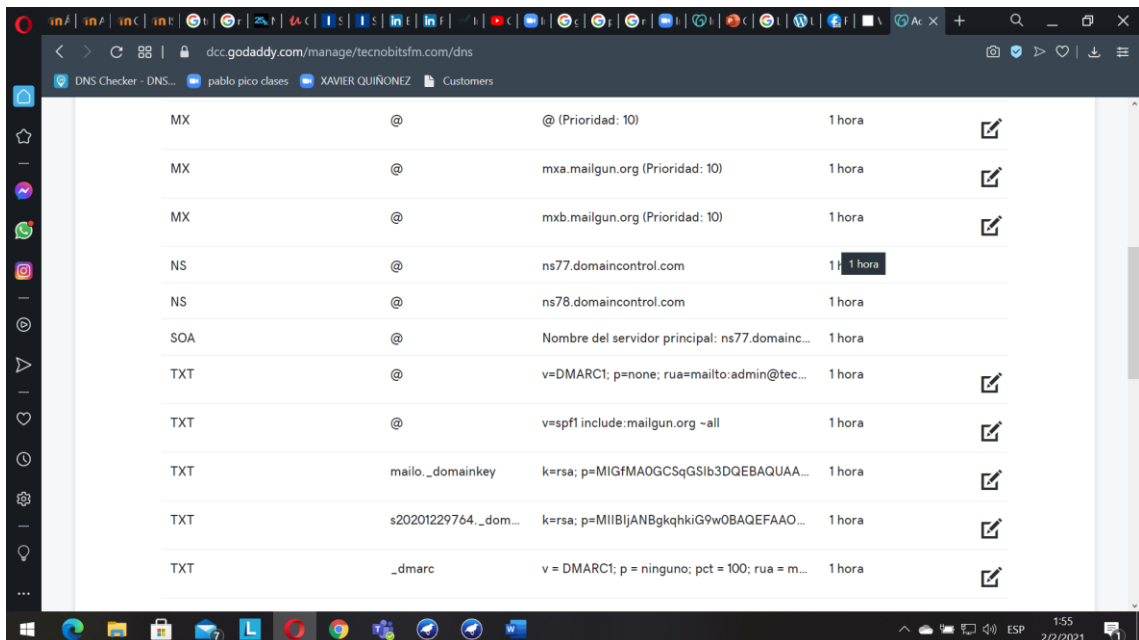 dcc.godaddy.com/manage/tecnobitsfm.com/dns
DNS Checker - DNS... pablo pico clases XAVIER QUIÑONEZ Customers
MX @ @ (Prioridad: 10) 1 hora
MX @ mxa.mailgun.org (Prioridad: 10) 1 hora
MX @ mxb.mailgun.org (Prioridad: 10) 1 hora
NS @ ns77.domaincontrol.com 1 hora
NS @ ns78.domaincontrol.com 1 hora
SOA @ Nombre del servidor principal: ns77.domainc... 1 hora
TXT @ v=DMARC1; p=none; rua=mailto:admin@tec... 1 hora
TXT @ v=spf1 include:mailgun.org ~all 1 hora
TXT mailo._domainkey k=rsa; p=MIGfMA0GCSqGSIb3DQEBAQUAA... 1 hora
TXT s20201229764._dom... k=rsa; p=MIIBIjANBgkqhkiG9w0BAQEFAAO... 1 hora
TXT _dmarc v = DMARC1; p = ninguno; pct = 100; rua = m... 1 hora
ESP 1:55
2/2/2021